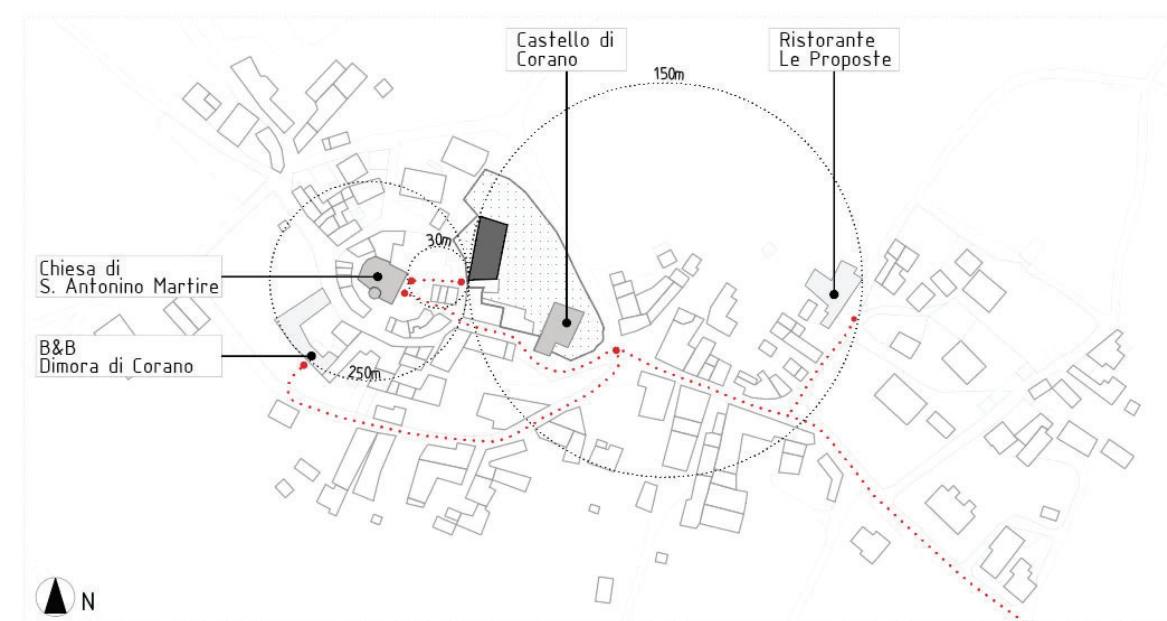 Castello di
Corano
Ristorante
Le Proposte
150m
30m
Chiesa di
S. Antonino Martire
B&B
Dimora di Corano
250m
N